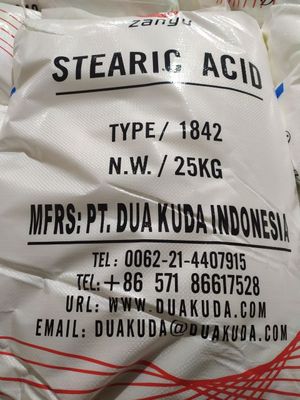 zanyu
STEARIC ACID
TYPE/ 1842
N.W./ 25KG
MFRS: PT. DUA KUDA INDONESIA
TEL: 0062-21-4407915
TEL:+86 571 86617528
URL: WWW.DUAKUDA.COM
EMAIL: DUAKUDA@DUAKUDA.COM